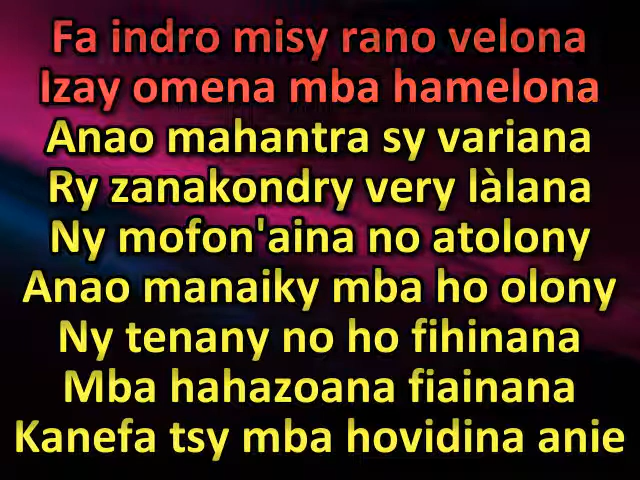 Fa indro misy rano velona
Izay omena mba hamelona
Anao mahantra sy variana
Ry zanakondry very làlana
Ny mofon'aina no atolony
Anao manaiky mba ho olony
Ny tenany no ho fihinana
Mba hahazoana fiainana
Kanefa tsy mba hovidina anie